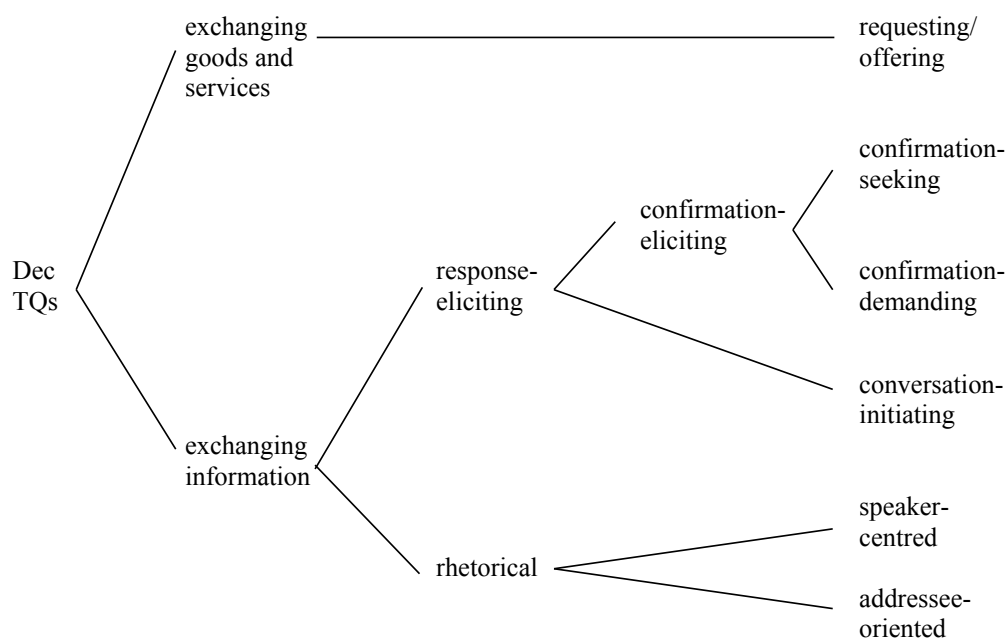 exchanging
goods and
services
requesting/
offering
confirmation-
seeking
confirmation-
eliciting
Dec
TQs
response-
eliciting
confirmation-
demanding
conversation-
initiating
exchanging
information
speaker-
centred
rhetorical
addressee-
oriented